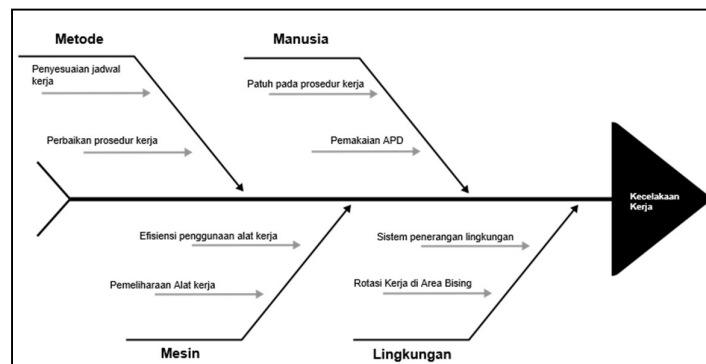 Metode
Manusia
Penyesuaian jadwal
kerja
Patuh pada prosedur kerja
Perbaikan prosedur kerja
Pemakaian APD
Kecelakaan
Kerja
Efisiensi penggunaan alat kerja
Sistem penerangan lingkungan
Pemeliharaan Alat kerja
Rotasi Kerja di Area Bising
Mesin
Lingkungan